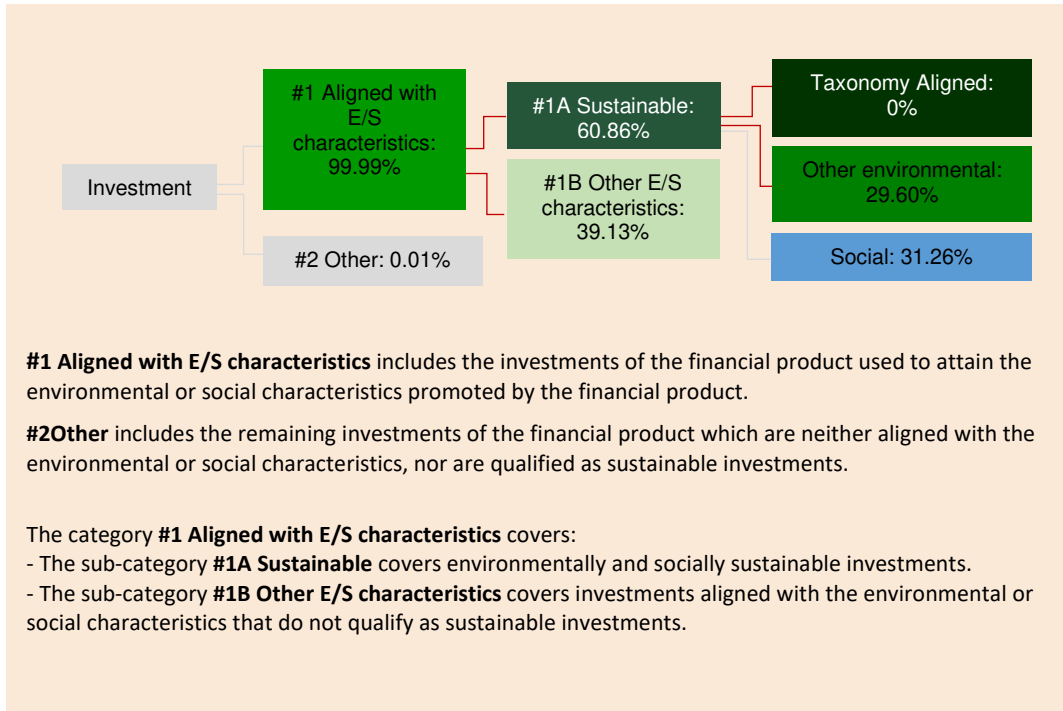 Investment
#1 Aligned with
E/S
characteristics:
99.99%
#2 Other: 0.01%
#1A Sustainable:
60.86%
#1B Other E/S
characteristics:
39.13%
Taxonomy Aligned:
0%
Other environmental:
29.60%
Social: 31.26%
#1 Aligned with E/S characteristics includes the investments of the financial product used to attain the
environmental or social characteristics promoted by the financial product.
#2Other includes the remaining investments of the financial product which are neither aligned with the
environmental or social characteristics, nor are qualified as sustainable investments.
The category #1 Aligned with E/S characteristics covers:
- The sub-category #1A Sustainable covers environmentally and socially sustainable investments.
- The sub-category #1B Other E/S characteristics covers investments aligned with the environmental or
social characteristics that do not qualify as sustainable investments.